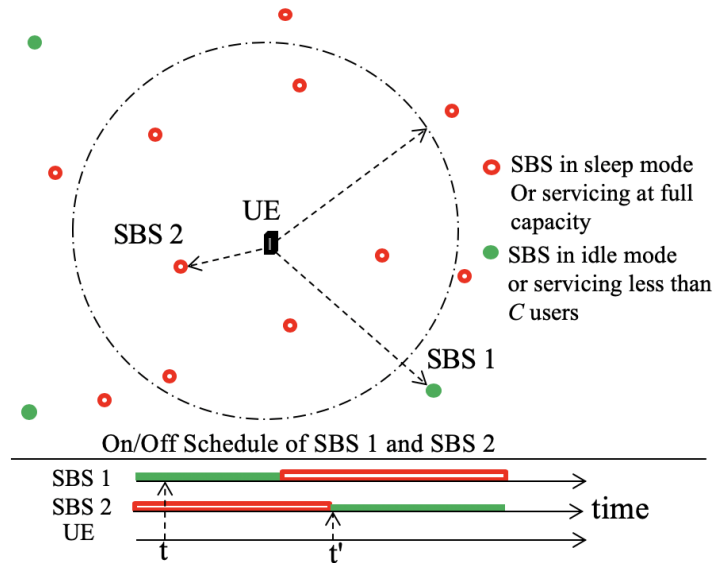 UE
SBS 2
SBS in sleep mode
Or servicing at full
capacity
SBS in idle mode
or servicing less than
C users
SBS 1
On/Off Schedule of SBS 1 and SBS 2
SBS 1
SBS 2
time
UE
t
t'